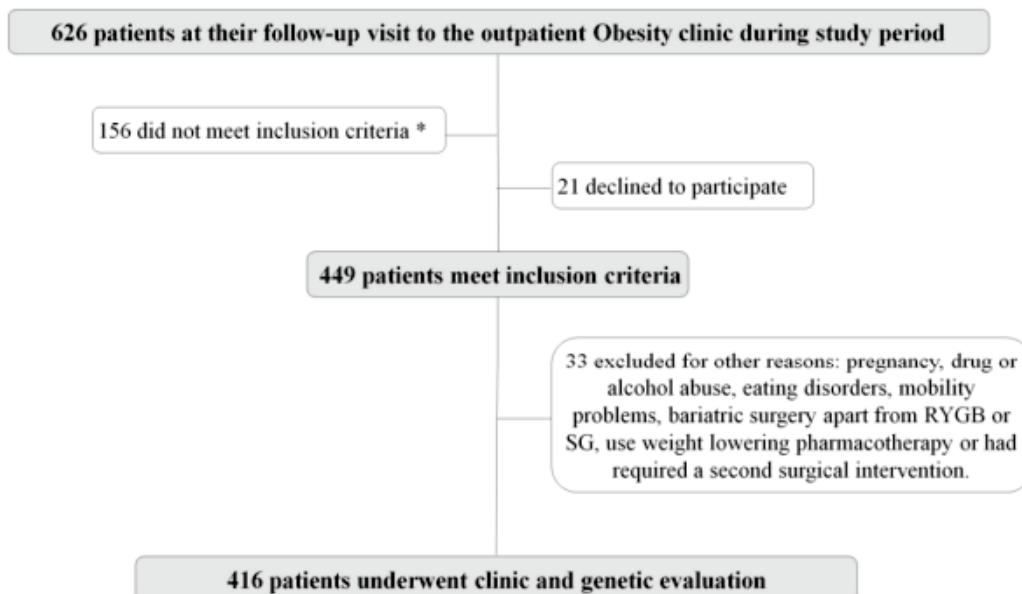 626 patients at their follow-up visit to the outpatient Obesity clinic during study period
156 did not meet inclusion criteria *
21 declined to participate
449 patients meet inclusion criteria
33 excluded for other reasons: pregnancy, drug or
alcohol abuse, eating disorders, mobility
problems, bariatric surgery apart from RYGB or
SG, use weight lowering pharmacotherapy or had
required a second surgical intervention.
416 patients underwent clinic and genetic evaluation